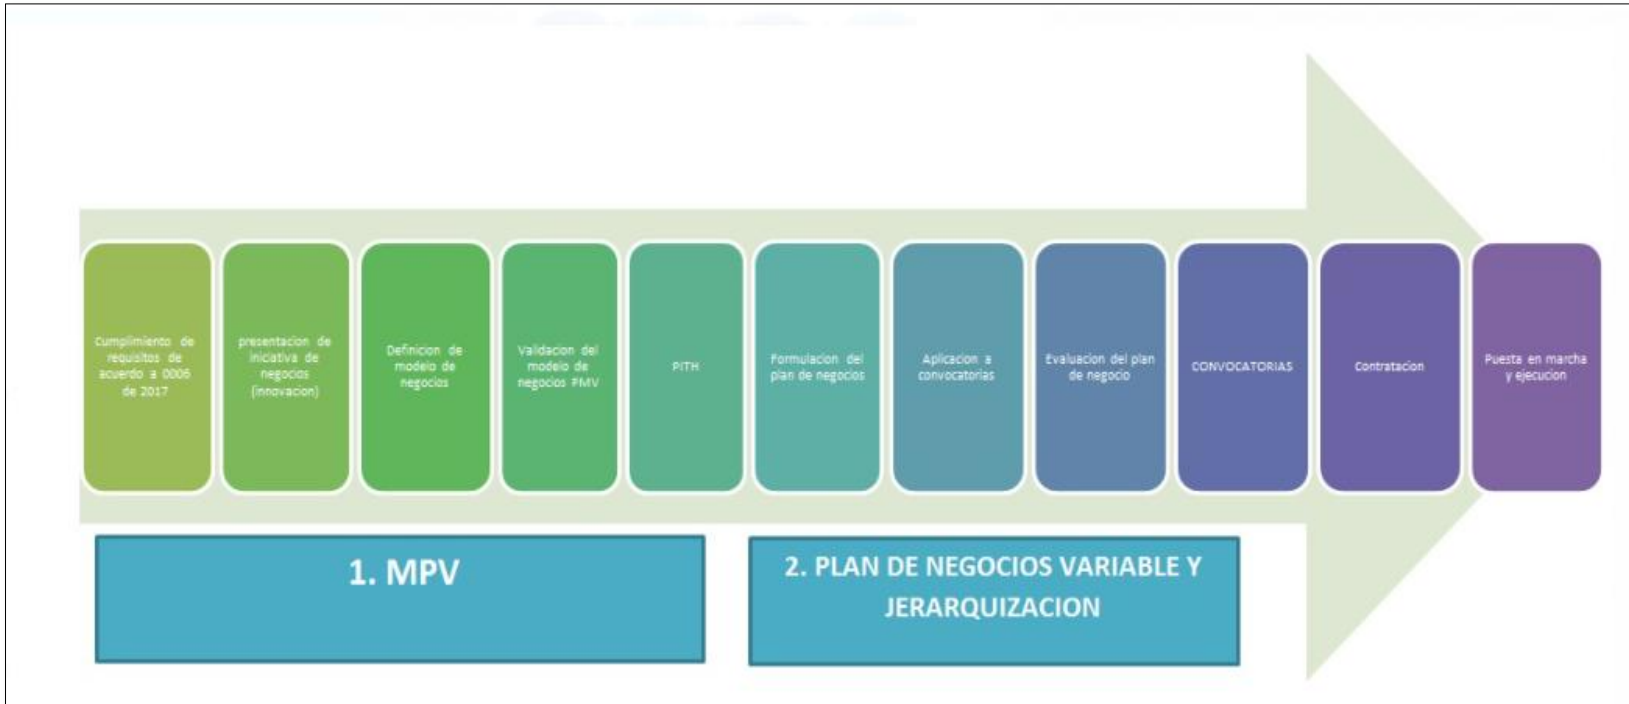 Cumplimiento de
requisitos de
acuerdo a 0006
de 2017
presentacion de
iniciativa de
negocios
(innovacion)
Definicion de
modelo de
negocios
Validacion del
modelo de
negocios PMV
PITH
Formulacion del
plan de negocios
Aplicacion a
convocatorias
Evaluacion del plan
de negocio
CONVOCATORIAS
Contratacion
Puesta en marcha
y ejecucion
1. MPV
2. PLAN DE NEGOCIOS VARIABLE Y
JERARQUIZACION